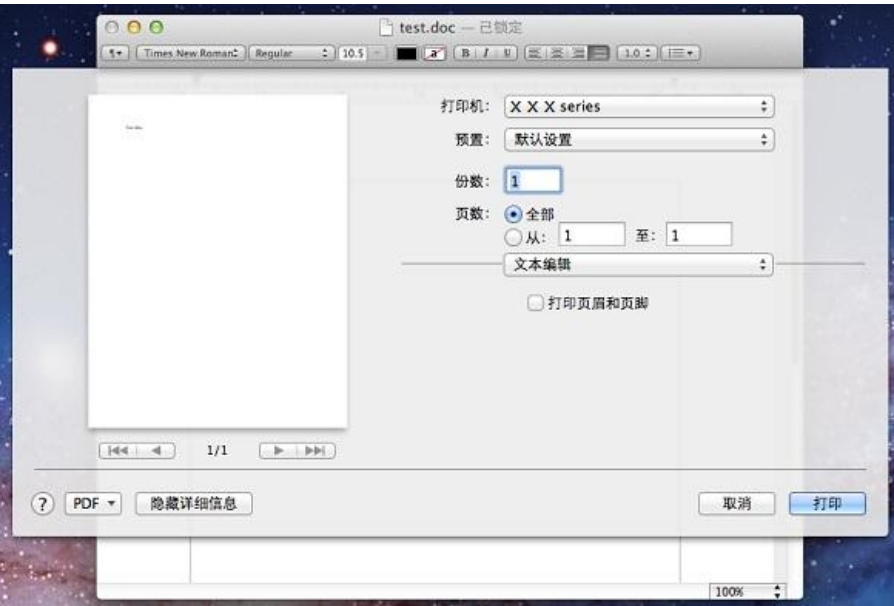 test.doc — 已锁定
Times New Roman Regular 10.5 a B I U 1.0
打印机: X X X series
预置: 默认设置
份数: 1
页数: 全部
从: 1 至: 1
文本编辑
打印页眉和页脚
1/1
? PDF 隐藏详细信息 取消 打印
100%